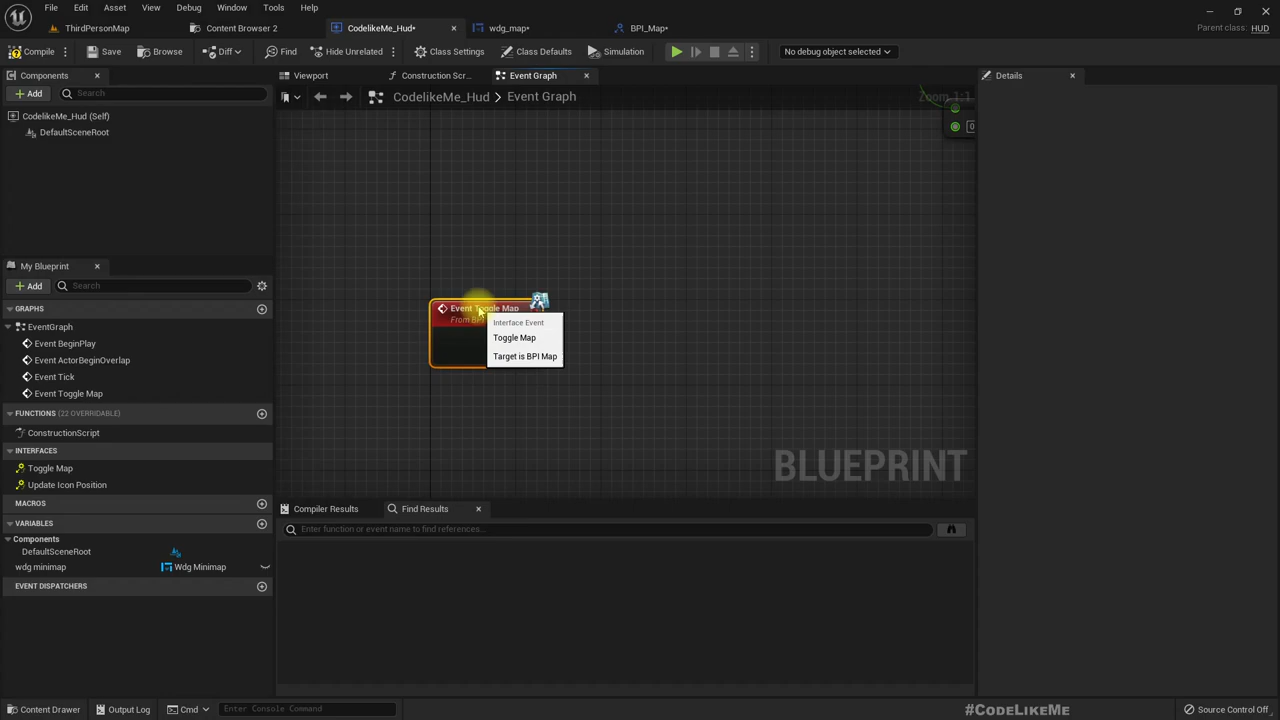 File Edit Asset View Debug Window Tools Help
ThirdPersonMap Content Browser 2 CodelikeMe_Hud* wdg_map* BPI_Map* Parent class: HUD
Compile Save Browse Diff Find Hide Unrelated Class Settings Class Defaults Simulation No debug object selected
Components Viewport Construction Scr... Event Graph Details
+ Add Search CodelikeMe_Hud > Event Graph Zoom 1:1
CodelikeMe_Hud (Self)
DefaultSceneRoot
My Blueprint
+ Add Search
GRAPHS
EventGraph
Event BeginPlay
Event ActorBeginOverlap
Event Tick
Event Toggle Map
FUNCTIONS (22 OVERRIDABLE)
ConstructionScript
INTERFACES
Toggle Map
Update Icon Position
MACROS
VARIABLES
Components
DefaultSceneRoot
wdg minimap Wdg Minimap
EVENT DISPATCHERS
Event Toggle Map
From BPI
Interface Event
Toggle Map
Target is BPI Map
BLUEPRINT
Compiler Results Find Results
Enter function or event name to find references...
Content Drawer Output Log Cmd Enter Console Command #CodeLikeMe Source Control Off